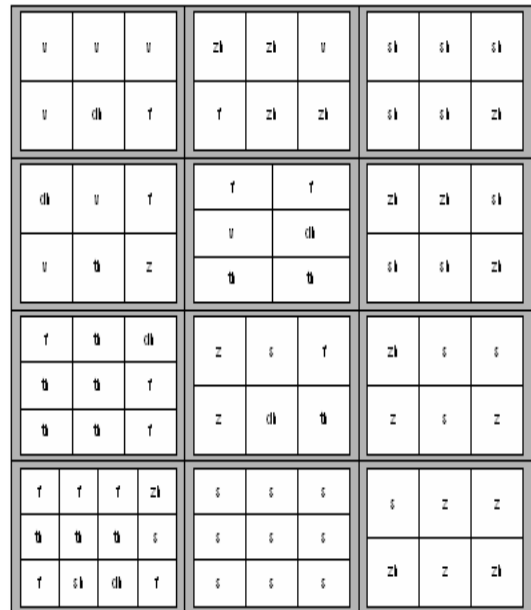 v v v
v dh f
zh zh v
f zh zh
sh sh sh
sh sh zh
dh v f
v th z
f f
v dh
th th
zh zh sh
sh sh zh
f th dh
th th f
th th f
z s f
z dh th
zh s s
z s z
f f f zh
th th th s
f sh dh f
s s s
s s s
s s s
s z z
zh z zh